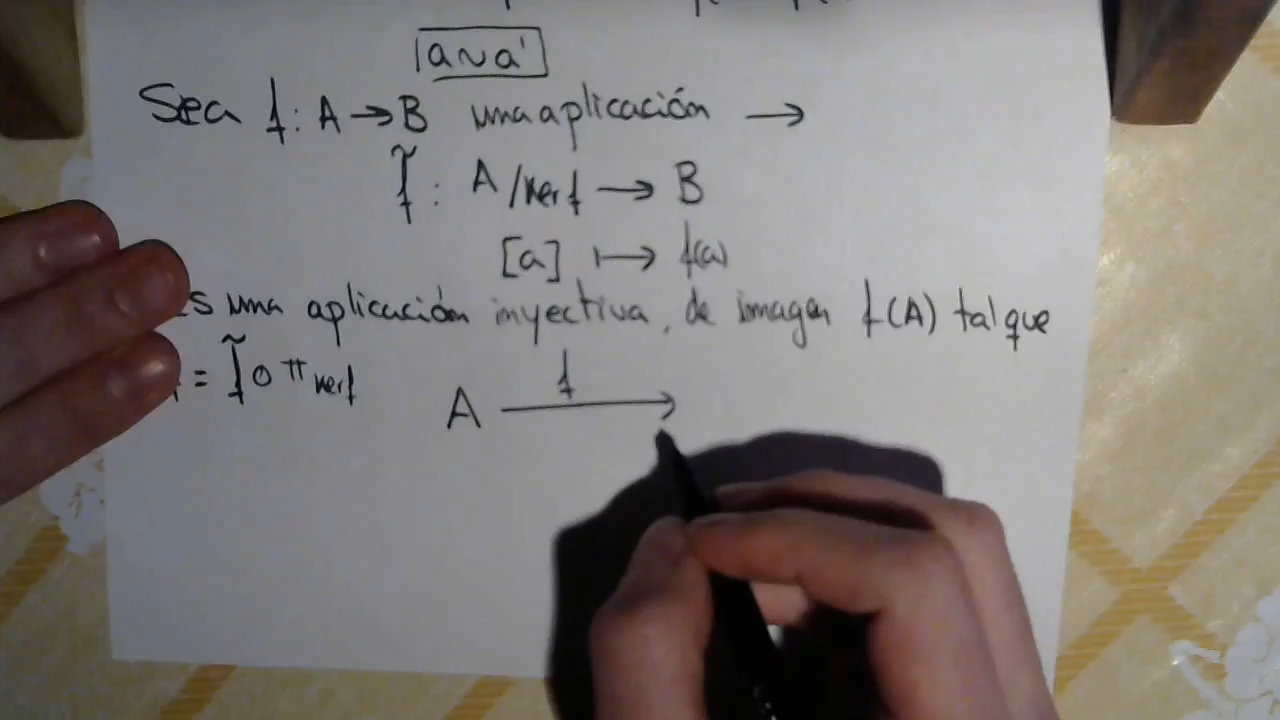 a∼a'
Sea f: A → B una aplicación →
f̃ : A/ker f → B
[a] ↦ f(a)
es una aplicación inyectiva, de imagen f(A) tal que
= f̃ ∘ π ker f
f
A →